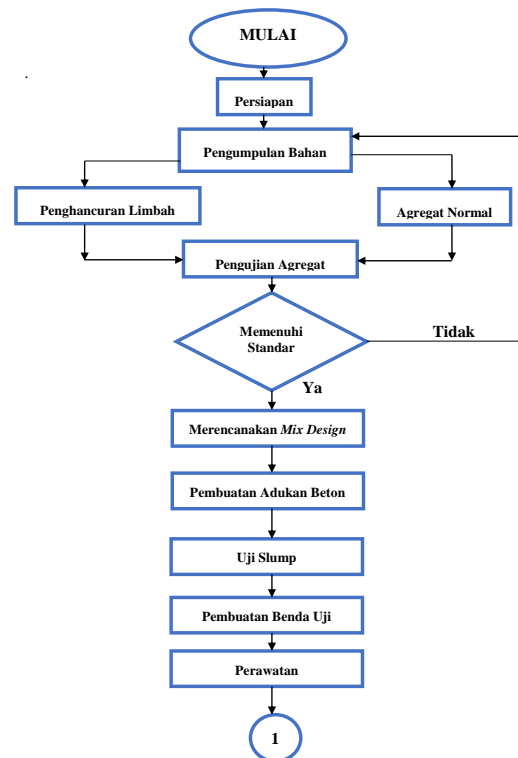 MULAI
Persiapan
Pengumpulan Bahan
Penghancuran Limbah
Agregat Normal
Pengujian Agregat
Memenuhi
Standar
Tidak
Ya
Merencanakan Mix Design
Pembuatan Adukan Beton
Uji Slump
Pembuatan Benda Uji
Perawatan
1